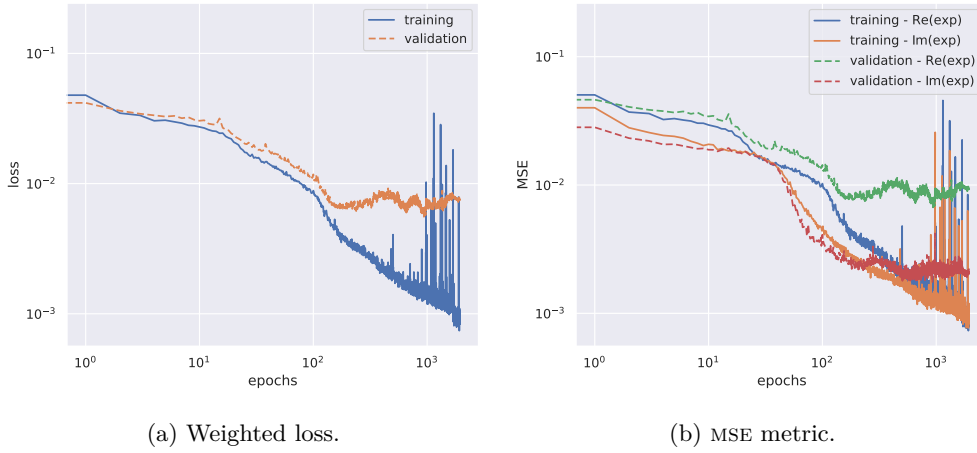 training
validation
10⁻¹
10⁻²
10⁻³
loss
10⁰
10¹
10²
10³
epochs
(a) Weighted loss.
training - Re(exp)
training - Im(exp)
validation - Re(exp)
validation - Im(exp)
10⁻¹
10⁻²
10⁻³
MSE
10⁰
10¹
10²
10³
epochs
(b) MSE metric.